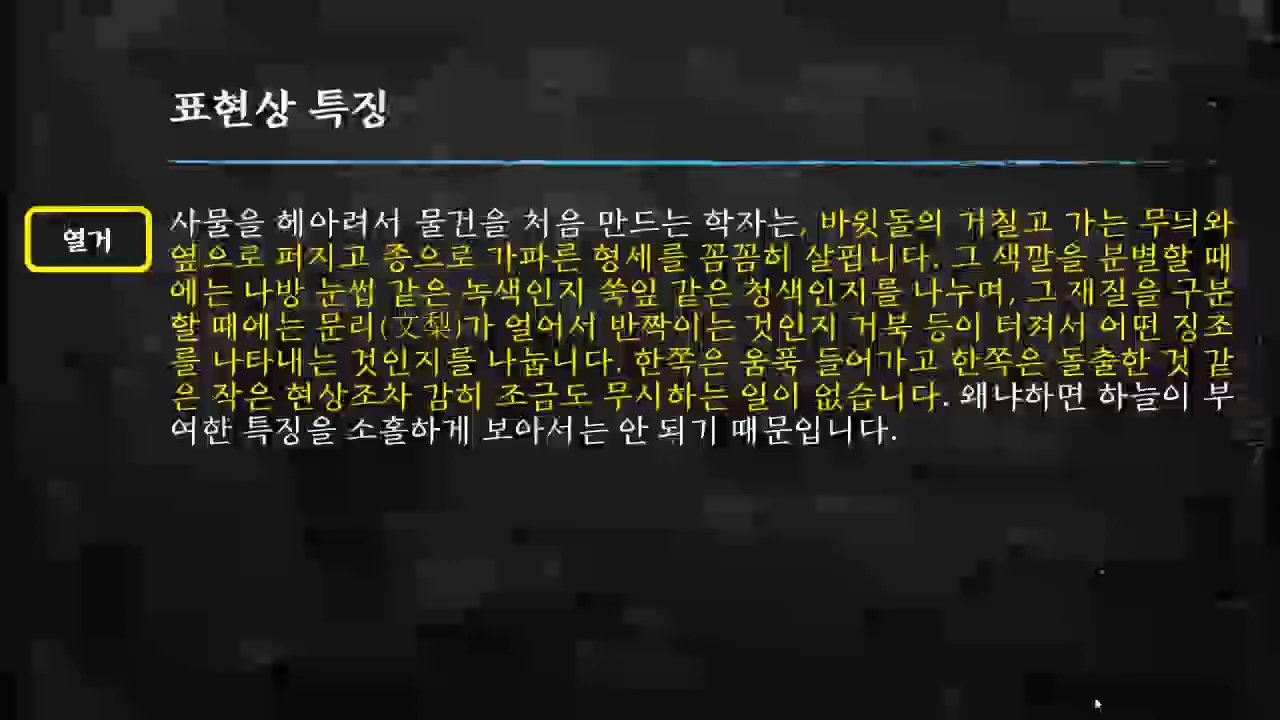 표현상 특징
열거
사물을 헤아려서 물건을 처음 만드는 학자는, 바윗돌의 거칠고 가는 무늬와
옆으로 퍼지고 종으로 가파른 형세를 꼼꼼히 살핍니다. 그 색깔을 분별할 때
에는 나방 눈썹 같은 녹색인지 쑥잎 같은 청색인지를 나누며, 그 재질을 구분
할 때에는 문리(文梨)가 얼어서 반짝이는 것인지 거북 등이 터져서 어떤 징조
를 나타내는 것인지를 나눕니다. 한쪽은 움푹 들어가고 한쪽은 돌출한 것 같
은 작은 현상조차 감히 조금도 무시하는 일이 없습니다. 왜냐하면 하늘이 부
여한 특징을 소홀하게 보아서는 안 되기 때문입니다.